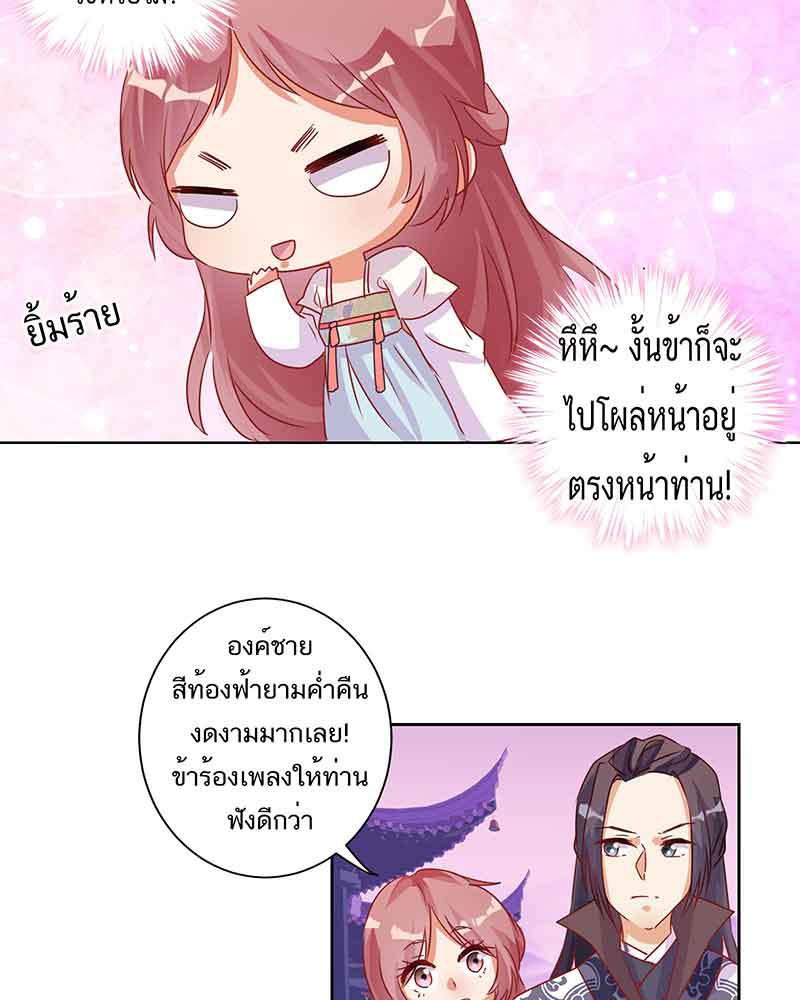 ยิ้มร้าย
หึหึ~ งั้นข้าก็จะ
ไปโผล่หน้าอยู่
ตรงหน้าท่าน!
องค์ชาย
สีท้องฟ้ายามค่ำคืน
งดงามมากเลย!
ข้าร้องเพลงให้ท่าน
ฟังดีกว่า